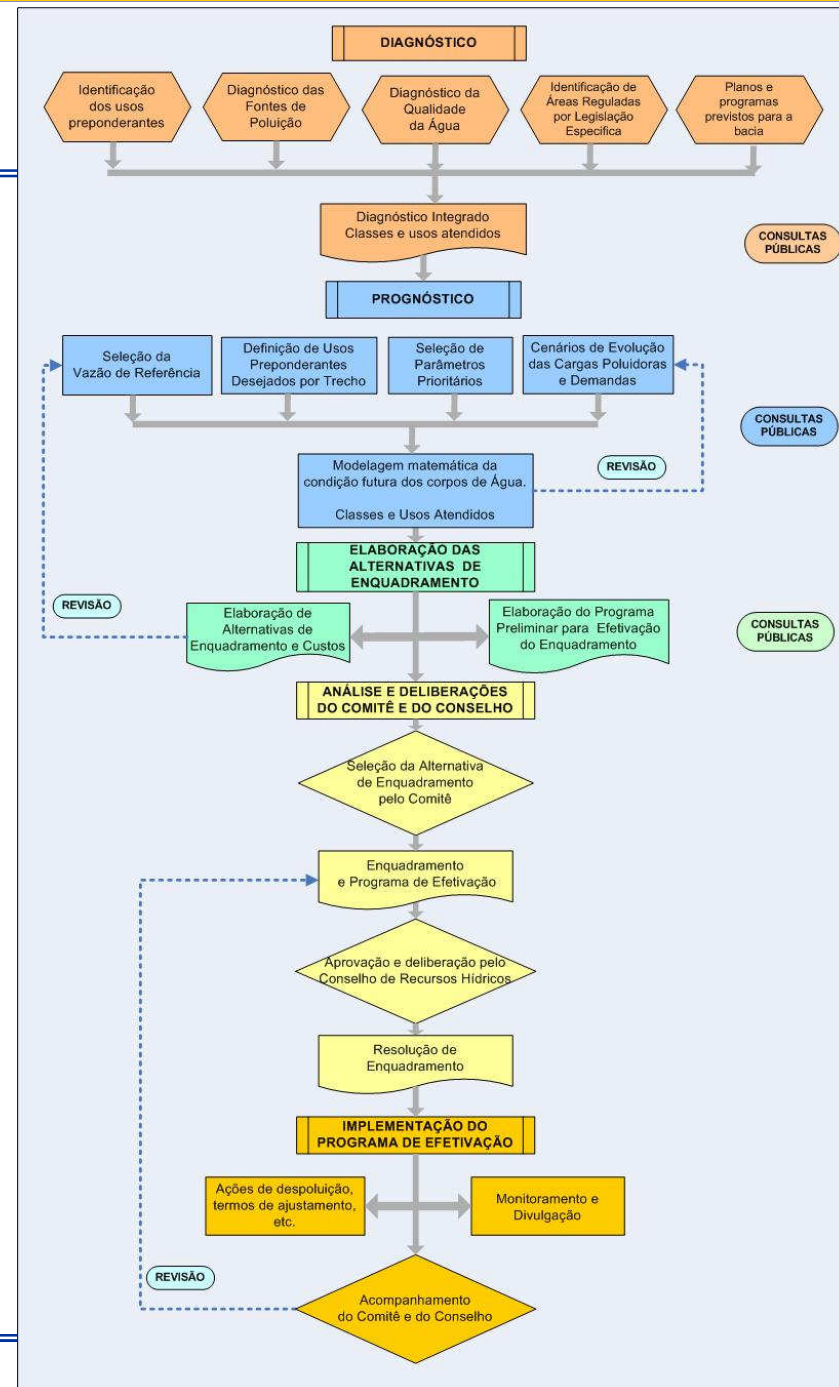 DIAGNÓSTICO
Identificação
dos usos
preponderantes
Diagnóstico das
Fontes de
Poluição
Diagnóstico da
Qualidade
da Água
Identificação de
Áreas Reguladas
por Legislação
Especifica
Planos e
programas
previstos para a
bacia
Diagnóstico Integrado
Classes e usos atendidos
CONSULTAS
PÚBLICAS
PROGNÓSTICO
Seleção da
Vazão de Referência
Definição de Usos
Preponderantes
Desejados por Trecho
Seleção de
Parâmetros
Prioritários
Cenários de Evolução
das Cargas Poluidoras
e Demandas
CONSULTAS
PÚBLICAS
Modelagem matemática da
condição futura dos corpos de Água.
Classes e Usos Atendidos
REVISÃO
ELABORAÇÃO DAS
ALTERNATIVAS DE
ENQUADRAMENTO
REVISÃO
Elaboração de
Alternativas de
Enquadramento e Custos
Elaboração do Programa
Preliminar para Efetivação
do Enquadramento
CONSULTAS
PÚBLICAS
ANÁLISE E DELIBERAÇÕES
DO COMITÊ E DO CONSELHO
Seleção da Alternativa
de Enquadramento
pelo Comitê
Enquadramento
e Programa de Efetivação
Aprovação e deliberação pelo
Conselho de Recursos Hídricos
Resolução de
Enquadramento
IMPLEMENTAÇÃO DO
PROGRAMA DE EFETIVAÇÃO
Ações de despoluição,
termos de ajustamento,
etc.
Monitoramento e
Divulgação
REVISÃO
Acompanhamento
do Comitê e do Conselho